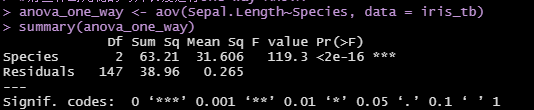 > anova_one_way <- aov(Sepal.Length~Species, data = iris_tb)
> summary(anova_one_way)
             Df Sum Sq Mean Sq F value Pr(>F)
Species       2  63.21  31.606   119.3 <2e-16 ***
Residuals   147  38.96   0.265
---
Signif. codes:  0 ‘***’ 0.001 ‘**’ 0.01 ‘*’ 0.05 ‘.’ 0.1 ‘ ’ 1